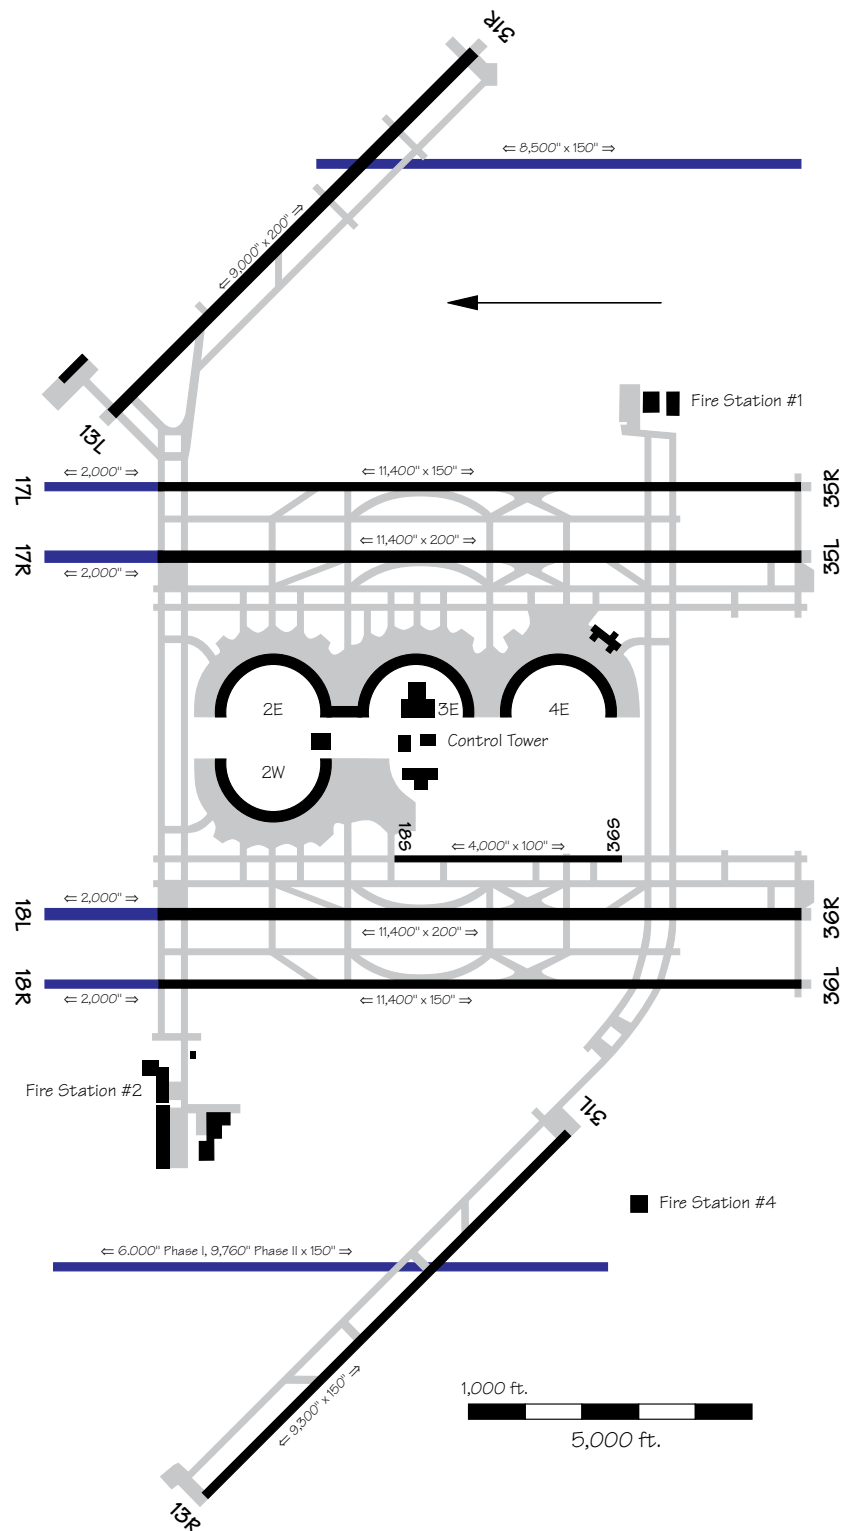 31R
⇐ 8,500" x 150" ⇒
⇐ 9,000" x 200" ⇒
Fire Station #1
13L
17L
⇐ 2,000" ⇒
⇐ 11,400" x 150" ⇒
35R
17R
⇐ 2,000" ⇒
⇐ 11,400" x 200" ⇒
35L
2E
3E
4E
Control Tower
2W
18S
⇐ 4,000" x 100" ⇒
36S
18L
⇐ 2,000" ⇒
⇐ 11,400" x 200" ⇒
36R
18R
⇐ 2,000" ⇒
⇐ 11,400" x 150" ⇒
36L
Fire Station #2
31L
Fire Station #4
⇐ 6.000" Phase I, 9,760" Phase II x 150" ⇒
⇐ 9,300" x 150" ⇒
1,000 ft.
5,000 ft.
13R